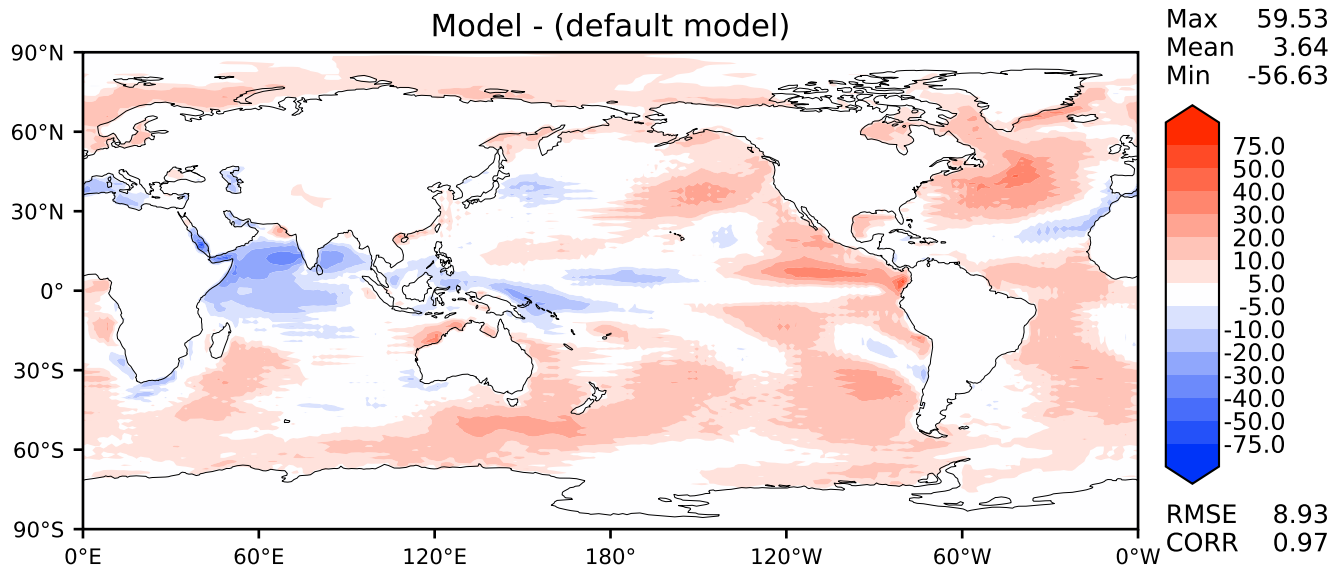 Model - (default model)
Max 59.53
Mean 3.64
Min -56.63
90°N
60°N
30°N
0°
30°S
60°S
90°S
0°E
60°E
120°E
180°
120°W
60°W
0°W
75.0
50.0
40.0
30.0
20.0
10.0
5.0
-5.0
-10.0
-20.0
-30.0
-40.0
-50.0
-75.0
RMSE 8.93
CORR 0.97